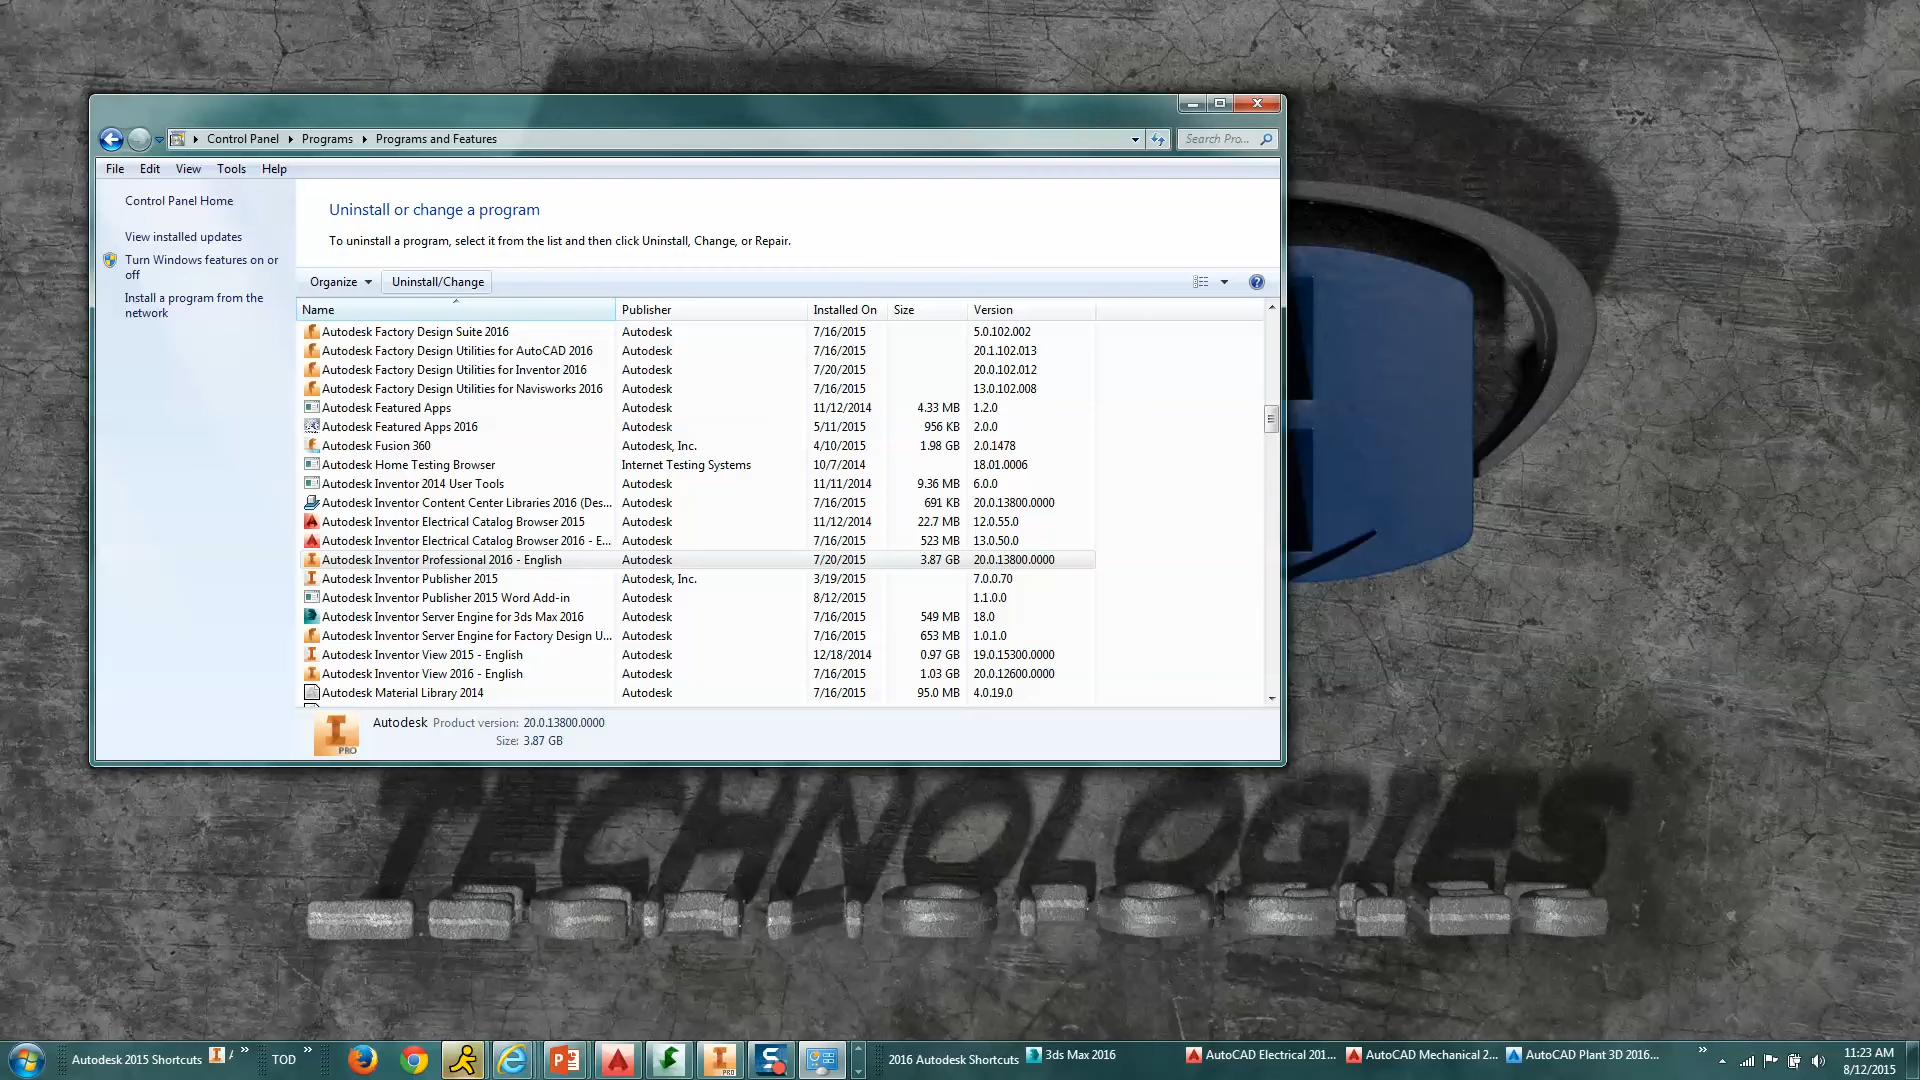 Control Panel Programs Programs and Features
Search Pro...
File Edit View Tools Help
Control Panel Home
View installed updates
Turn Windows features on or
off
Install a program from the
network
Uninstall or change a program
To uninstall a program, select it from the list and then click Uninstall, Change, or Repair.
Organize Uninstall/Change
Name Publisher Installed On Size Version
Autodesk Factory Design Suite 2016 Autodesk 7/16/2015 5.0.102.002
Autodesk Factory Design Utilities for AutoCAD 2016 Autodesk 7/16/2015 20.1.102.013
Autodesk Factory Design Utilities for Inventor 2016 Autodesk 7/20/2015 20.0.102.012
Autodesk Factory Design Utilities for Navisworks 2016 Autodesk 7/16/2015 13.0.102.008
Autodesk Featured Apps Autodesk 11/12/2014 4.33 MB 1.2.0
Autodesk Featured Apps 2016 Autodesk 5/11/2015 956 KB 2.0.0
Autodesk Fusion 360 Autodesk, Inc. 4/10/2015 1.98 GB 2.0.1478
Autodesk Home Testing Browser Internet Testing Systems 10/7/2014 18.01.0006
Autodesk Inventor 2014 User Tools Autodesk 11/11/2014 9.36 MB 6.0.0
Autodesk Inventor Content Center Libraries 2016 (Des... Autodesk 7/16/2015 691 KB 20.0.13800.0000
Autodesk Inventor Electrical Catalog Browser 2015 Autodesk 11/12/2014 22.7 MB 12.0.55.0
Autodesk Inventor Electrical Catalog Browser 2016 - E... Autodesk 7/16/2015 523 MB 13.0.50.0
Autodesk Inventor Professional 2016 - English Autodesk 7/20/2015 3.87 GB 20.0.13800.0000
Autodesk Inventor Publisher 2015 Autodesk, Inc. 3/19/2015 7.0.0.70
Autodesk Inventor Publisher 2015 Word Add-in Autodesk 8/12/2015 1.1.0.0
Autodesk Inventor Server Engine for 3ds Max 2016 Autodesk 7/16/2015 549 MB 18.0
Autodesk Inventor Server Engine for Factory Design U... Autodesk 7/16/2015 653 MB 1.0.1.0
Autodesk Inventor View 2015 - English Autodesk 12/18/2014 0.97 GB 19.0.15300.0000
Autodesk Inventor View 2016 - English Autodesk 7/16/2015 1.03 GB 20.0.12600.0000
Autodesk Material Library 2014 Autodesk 7/16/2015 95.0 MB 4.0.19.0
Autodesk Product version: 20.0.13800.0000
Size: 3.87 GB
I PRO
TECHNOLOGIES
Autodesk 2015 Shortcuts TOD 2016 Autodesk Shortcuts 3ds Max 2016 AutoCAD Electrical 201... AutoCAD Mechanical 2... AutoCAD Plant 3D 2016... 11:23 AM
8/12/2015